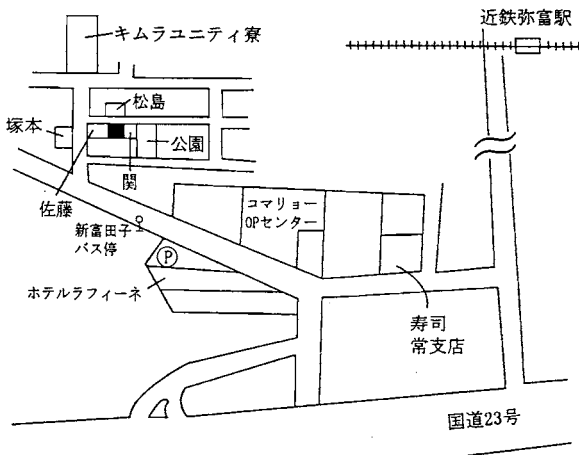 近鉄弥富駅
キムラユニティ寮
松島
塚本
公園
関
佐藤
コマリョー
OPセンター
新富田子
バス停
P
ホテルラフィーネ
寿司
常支店
国道23号